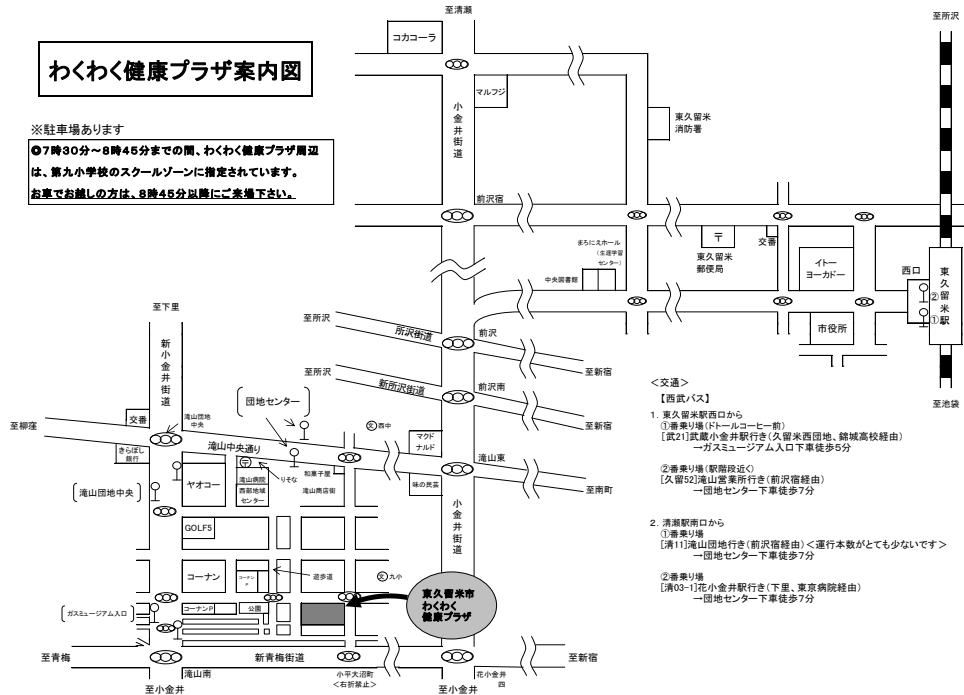 至清瀬
至所沢
コカコーラ
わくわく健康プラザ案内図
マルフジ
小金井街道
東久留米
消防署
※駐車場あります
◎7時30分～8時45分までの間、わくわく健康プラザ周辺
は、第九小学校のスクールゾーンに指定されています。
お車でお越しの方は、8時45分以降にご来場下さい。
前沢宿
〒
東久留米
郵便局
交番
まろにえホール
(生涯学習
センター)
中央図書館
イトー
ヨーカドー
西口
②
①
東久留米駅
市役所
至池袋
至下里
至所沢
所沢街道
前沢
至新宿
新小金井街道
至所沢
新所沢街道
前沢南
至新宿
団地センター
滝山団地
中央
交番
至柳窪
きらぼし
銀行
滝山中央通り
文 西中
マクド
ナルド
滝山東
至南町
滝山団地中央
ヤオコー
〒
りそな
滝山病院
西部地域
センター
和菓子屋
滝山商店街
味の民芸
小金井街道
GOLF5
コーナン
コーナン
P
遊歩道
文 九小
東久留米市
わくわく
健康プラザ
ガスミュージアム入口
コーナンP
公園
至青梅
新青梅街道
至新宿
滝山南
小平大沼町
<右折禁止>
花小金井
四
至小金井
至小金井
<交通>
【西武バス】
1. 東久留米駅西口から
①番乗り場(ドトールコーヒー前)
[武21]武蔵小金井駅行き(久留米西団地、錦城高校経由)
→ガスミュージアム入口下車徒歩5分
②番乗り場(駅階段近く)
[久留52]滝山営業所行き(前沢宿経由)
→団地センター下車徒歩7分
2. 清瀬駅南口から
①番乗り場
[清11]滝山団地行き(前沢宿経由)<運行本数がとても少ないです>
→団地センター下車徒歩7分
②番乗り場
[清03-1]花小金井駅行き(下里、東京病院経由)
→団地センター下車徒歩7分